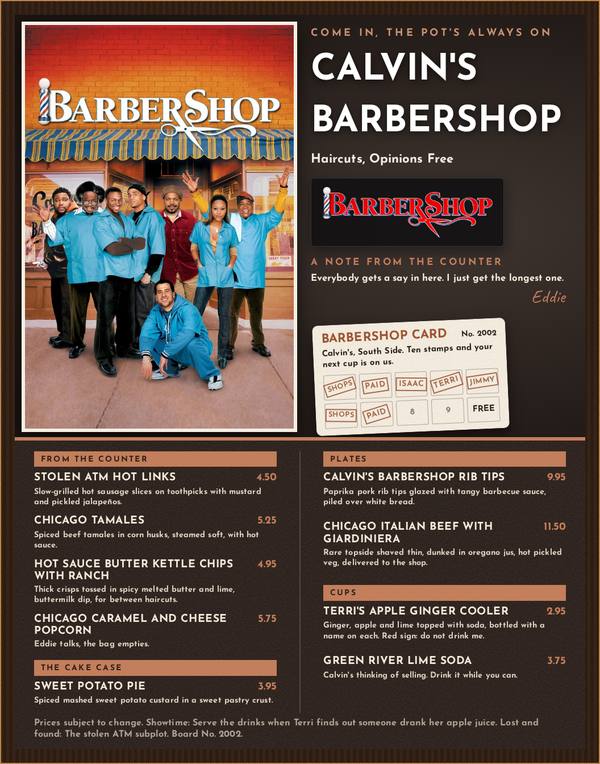 BARBERSHOP
COME IN, THE POT'S ALWAYS ON
CALVIN'S
BARBERSHOP
Haircuts, Opinions Free
BARBERSHOP
A NOTE FROM THE COUNTER
Everybody gets a say in here. I just get the longest one.
Eddie
BARBERSHOP CARD No. 2002
Calvin's, South Side. Ten stamps and your
next cup is on us.
SHOPS PAID ISAAC TERRI JIMMY
SHOPS PAID 8 9 FREE
FROM THE COUNTER
STOLEN ATM HOT LINKS 4.50
Slow-grilled hot sausage slices on toothpicks with mustard
and pickled jalapeños.
CHICAGO TAMALES 5.25
Spiced beef tamales in corn husks, steamed soft, with hot
sauce.
HOT SAUCE BUTTER KETTLE CHIPS 4.95
WITH RANCH
Thick crisps tossed in spicy melted butter and lime,
buttermilk dip, for between haircuts.
CHICAGO CARAMEL AND CHEESE 5.75
POPCORN
Eddie talks, the bag empties.
THE CAKE CASE
SWEET POTATO PIE 3.95
Spiced mashed sweet potato custard in a sweet pastry crust.
PLATES
CALVIN'S BARBERSHOP RIB TIPS 9.95
Paprika pork rib tips glazed with tangy barbecue sauce,
piled over white bread.
CHICAGO ITALIAN BEEF WITH 11.50
GIARDINIERA
Rare topside shaved thin, dunked in oregano jus, hot pickled
veg, delivered to the shop.
CUPS
TERRI'S APPLE GINGER COOLER 2.95
Ginger, apple and lime topped with soda, bottled with a
name on each. Red sign: do not drink me.
GREEN RIVER LIME SODA 3.75
Calvin's thinking of selling. Drink it while you can.
Prices subject to change. Showtime: Serve the drinks when Terri finds out someone drank her apple juice. Lost and
found: The stolen ATM subplot. Board No. 2002.